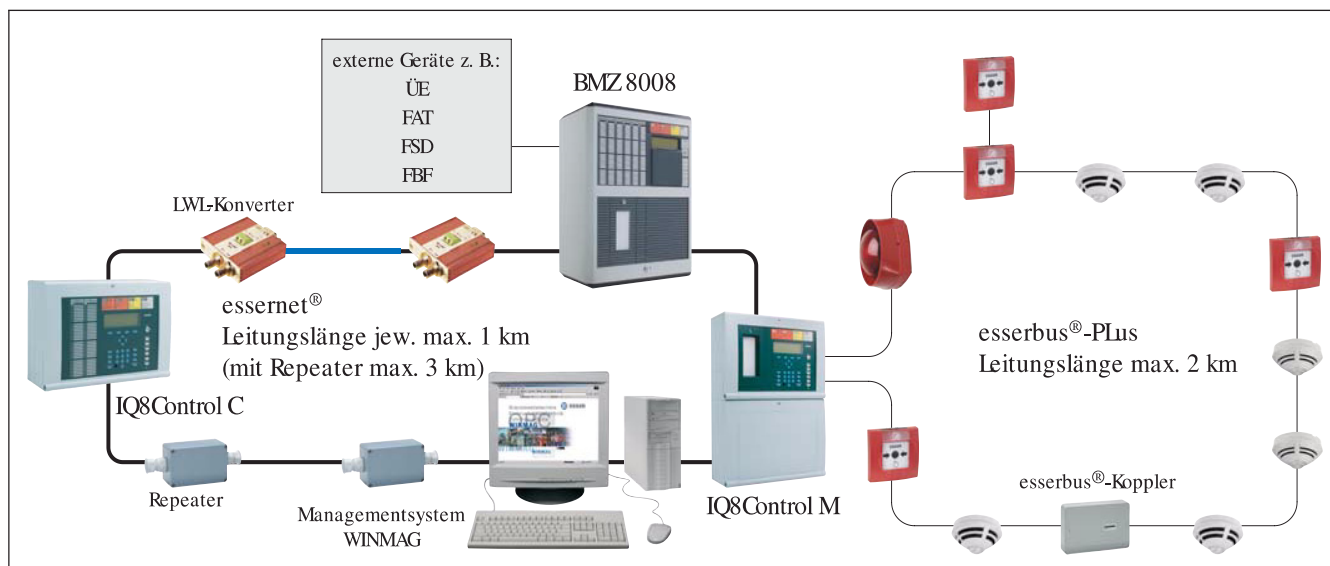 externe Geräte z. B.:
ÜE
FAT
FSD
FBF
BMZ 8008
LWL-Konverter
essernet®
Leitungslänge jew. max. 1 km
(mit Repeater max. 3 km)
IQ8Control C
Repeater
Managementsystem
WINMAG
IQ8Control M
esserbus®-PLus
Leitungslänge max. 2 km
esserbus®-Koppler